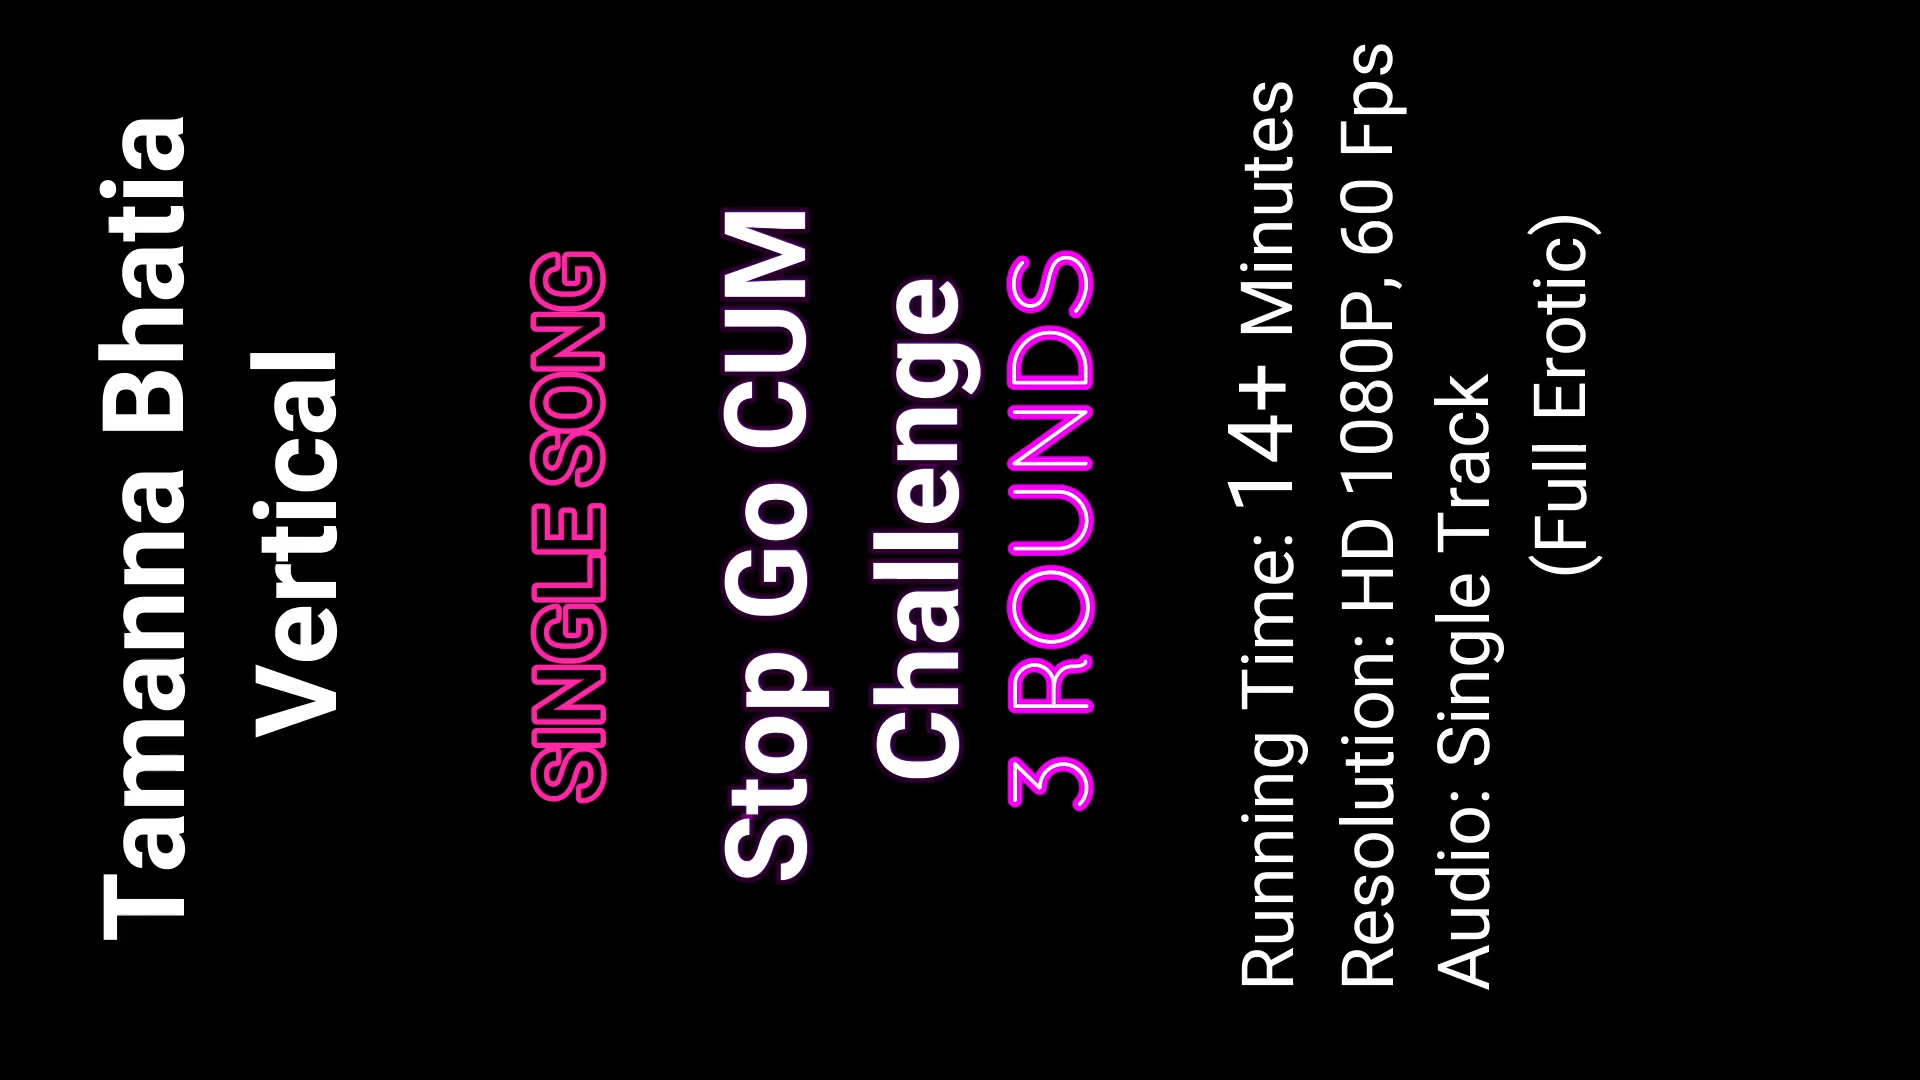 Tamanna Bhatia
Vertical
SINGLE SONG
Stop Go CUM
Challenge
3 ROUNDS
Running Time: 14+ Minutes
Resolution: HD 1080P, 60 Fps
Audio: Single Track
(Full Erotic)